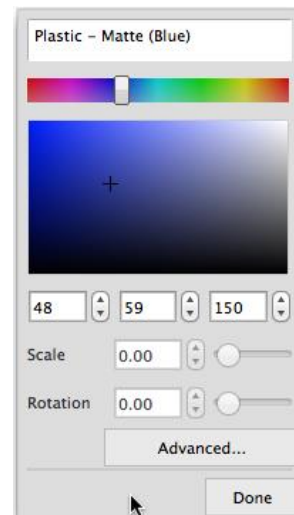 Plastic – Matte (Blue)
48 59 150
Scale 0.00
Rotation 0.00
Advanced...
Done